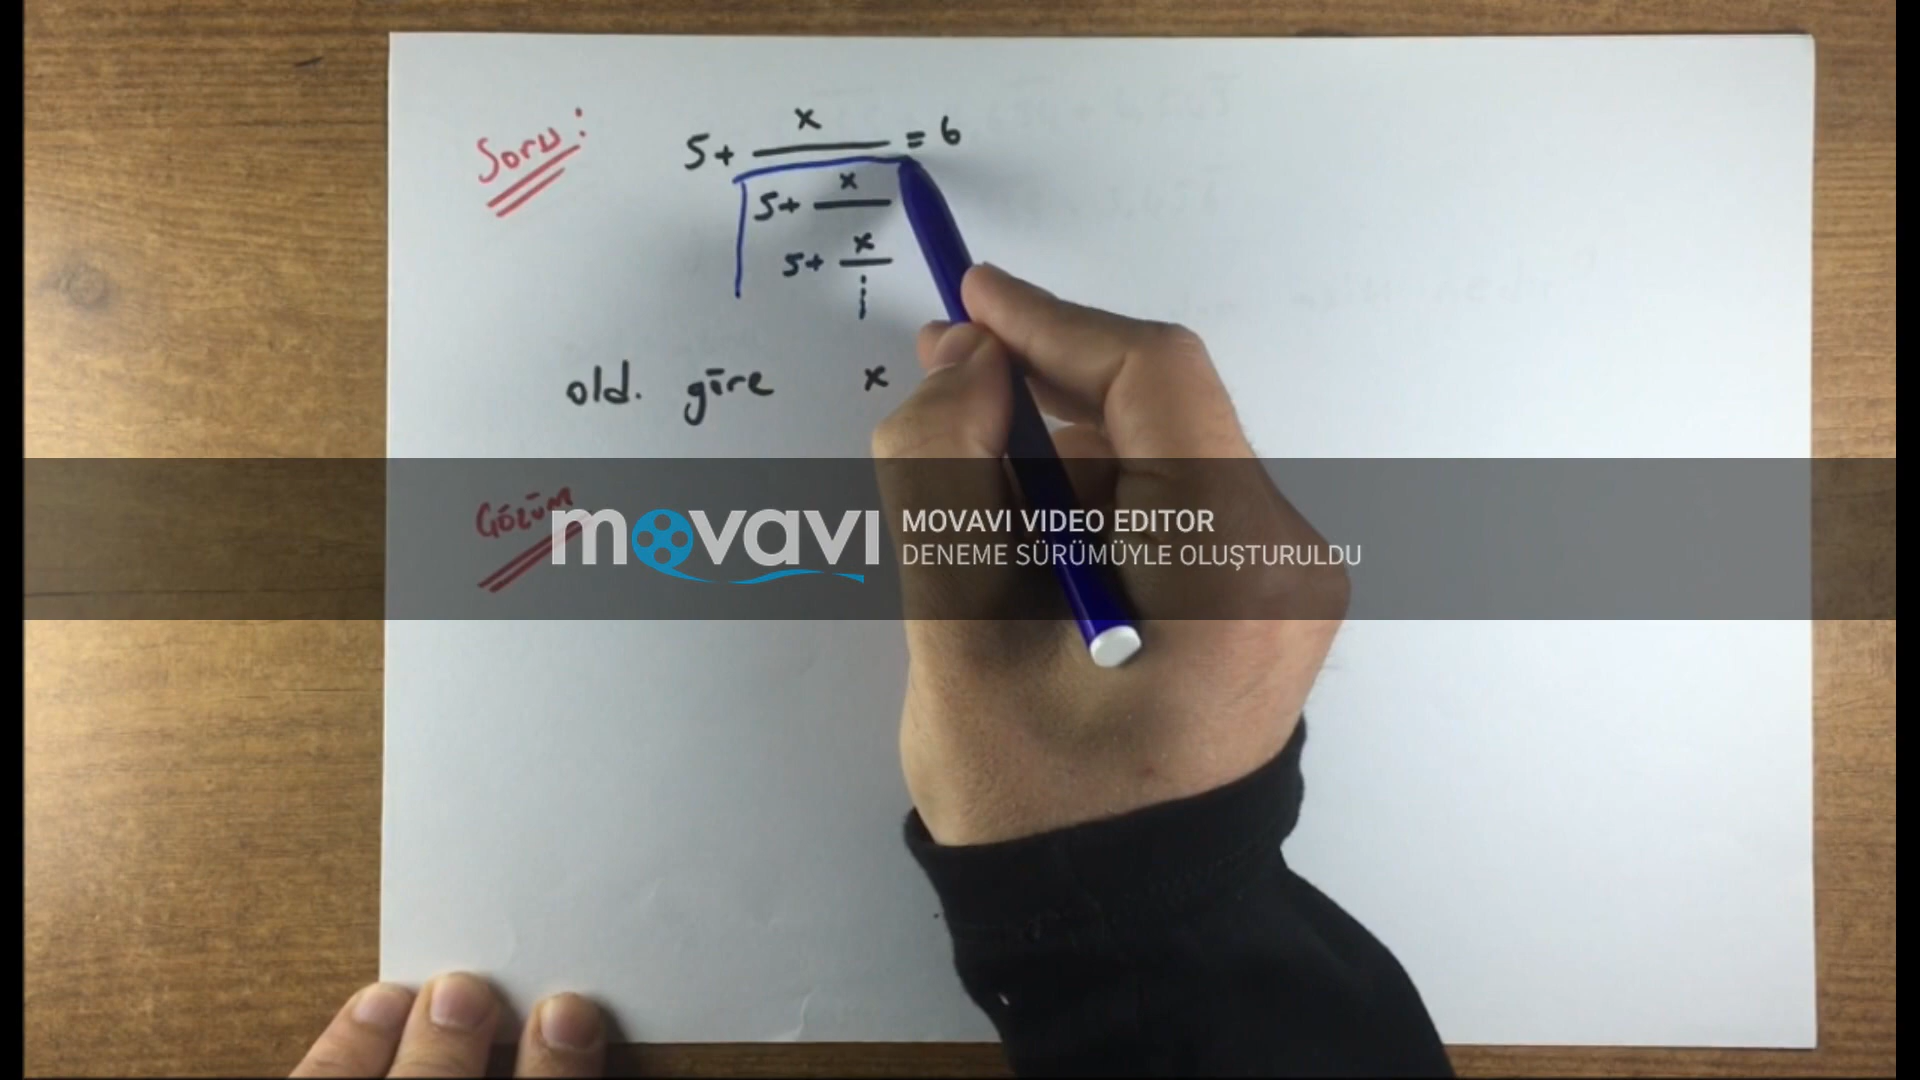 Soru:
5+ x = 6
5+ x
5+ x
old. göre x
Çözüm
movavi MOVAVI VIDEO EDITOR
DENEME SÜRÜMÜYLE OLUŞTURULDU